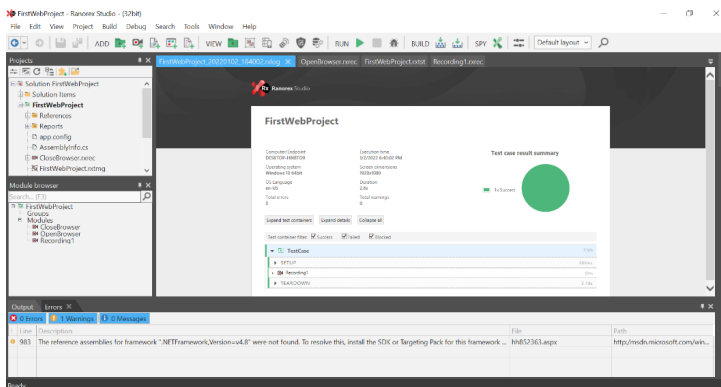 FirstWebProject - Ranorex Studio - (32bit)
File Edit View Project Build Debug Search Tools Window Help
ADD VIEW RUN BUILD SPY Default layout
Projects
FirstWebProject_20220102_184002.rxlog OpenBrowser.rxrec FirstWebProject.rxtst Recording1.rxrec
Solution FirstWebProject
Solution Items
FirstWebProject
References
Reports
app.config
AssemblyInfo.cs
CloseBrowser.rxrec
FirstWebProject.rxtmg
Module browser
Search... (F3)
FirstWebProject
Groups
Modules
CloseBrowser
OpenBrowser
Recording1
Rx Ranorex Studio
FirstWebProject
Computer/Endpoint
Execution time
Operating system
Windows 10 64bit
Screen dimensions
1920x1080
OS Language
en-US
Duration
Total errors
0
Total warnings
0
Test case result summary
1x Success
Expand test containers Expand details Collapse all
Test container filter: Success Failed Blocked
TestCase
SETUP
Recording1
TEARDOWN
Output Errors
0 Errors 1 Warnings 0 Messages
! Line Description File Path
983 The reference assemblies for framework ".NETFramework,Version=v4.8" were not found. To resolve this, install the SDK or Targeting Pack for this framework ... hh852363.aspx http://msdn.microsoft.com/win...
Ready